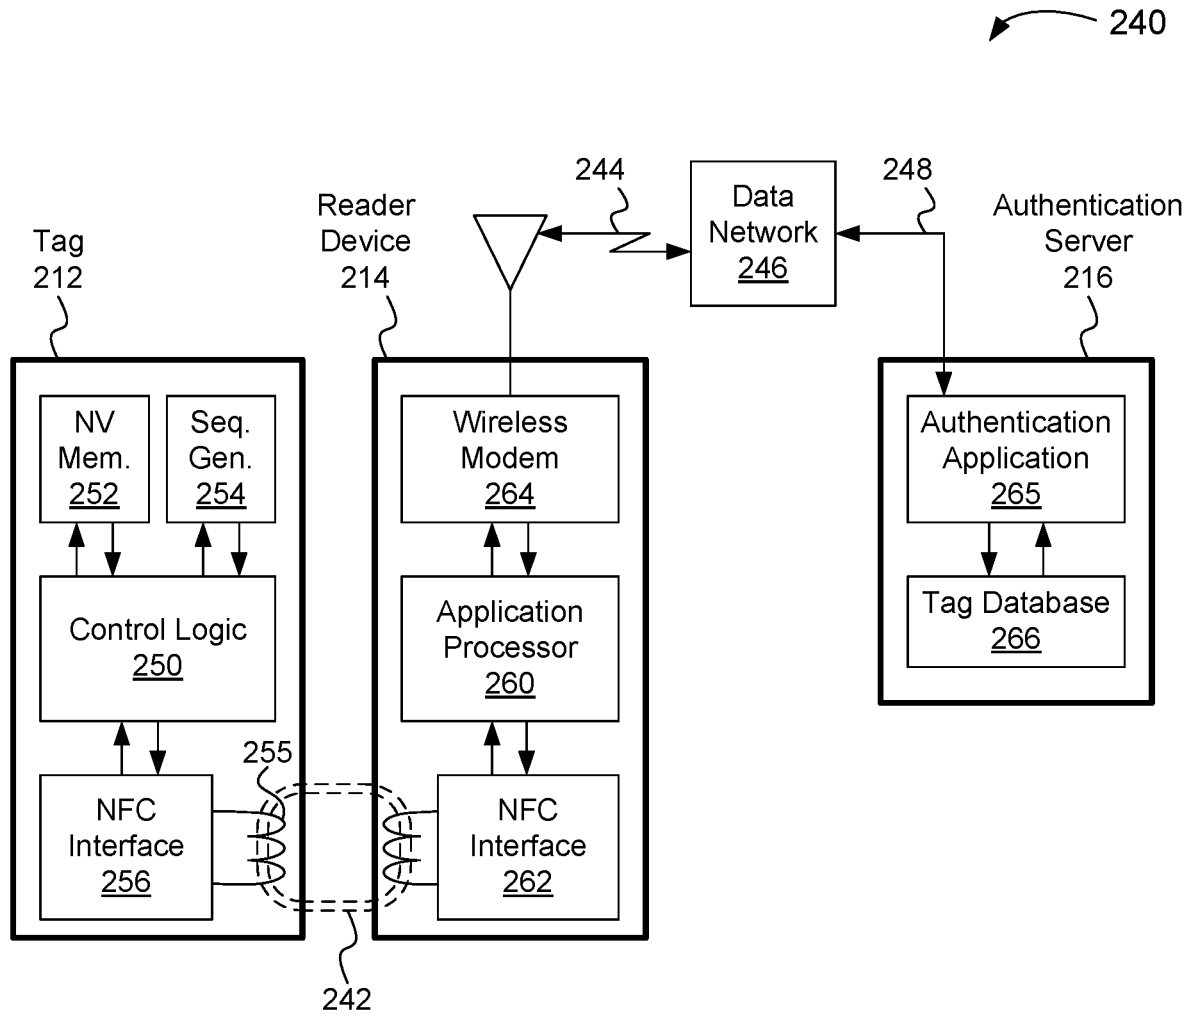 240
244
248
Data
Network
246
Reader
Device
214
Authentication
Server
216
Tag
212
NV
Mem.
252
Seq.
Gen.
254
Wireless
Modem
264
Authentication
Application
265
Control Logic
250
Application
Processor
260
Tag Database
266
255
NFC
Interface
256
NFC
Interface
262
242